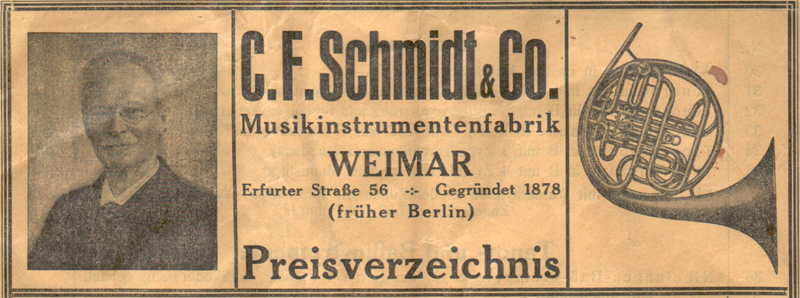 C. F. Schmidt & Co.
Musikinstrumentenfabrik
WEIMAR
Erfurter Straße 56 -:- Gegründet 1878
(früher Berlin)
Preisverzeichnis